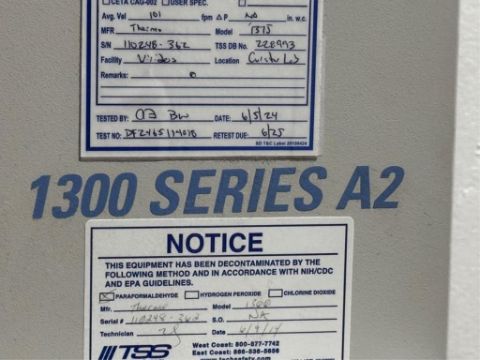 CETA CAG-002 USER SPEC.
Avg. Vel 101 fpm Δ P in. w.c.
MFR Thermo Model 1375
S/N 110248-362 TSS DB No. 228993
Facility Location
Remarks: 0
TESTED BY: DATE: 6/5/24
TEST NO: RETEST DUE: 6/25
1300 SERIES A2
NOTICE
THIS EQUIPMENT HAS BEEN DECONTAMINATED BY THE
FOLLOWING METHOD AND IN ACCORDANCE WITH NIH/CDC
AND EPA GUIDELINES.
PARAFORMALDEHYDE HYDROGEN PEROXIDE CHLORINE DIOXIDE
Mfr. Thermo Model 1300
Serial # 110248-362 S.O. NA
Technician
TSS West Coast: 800-877-7742
East Coast: